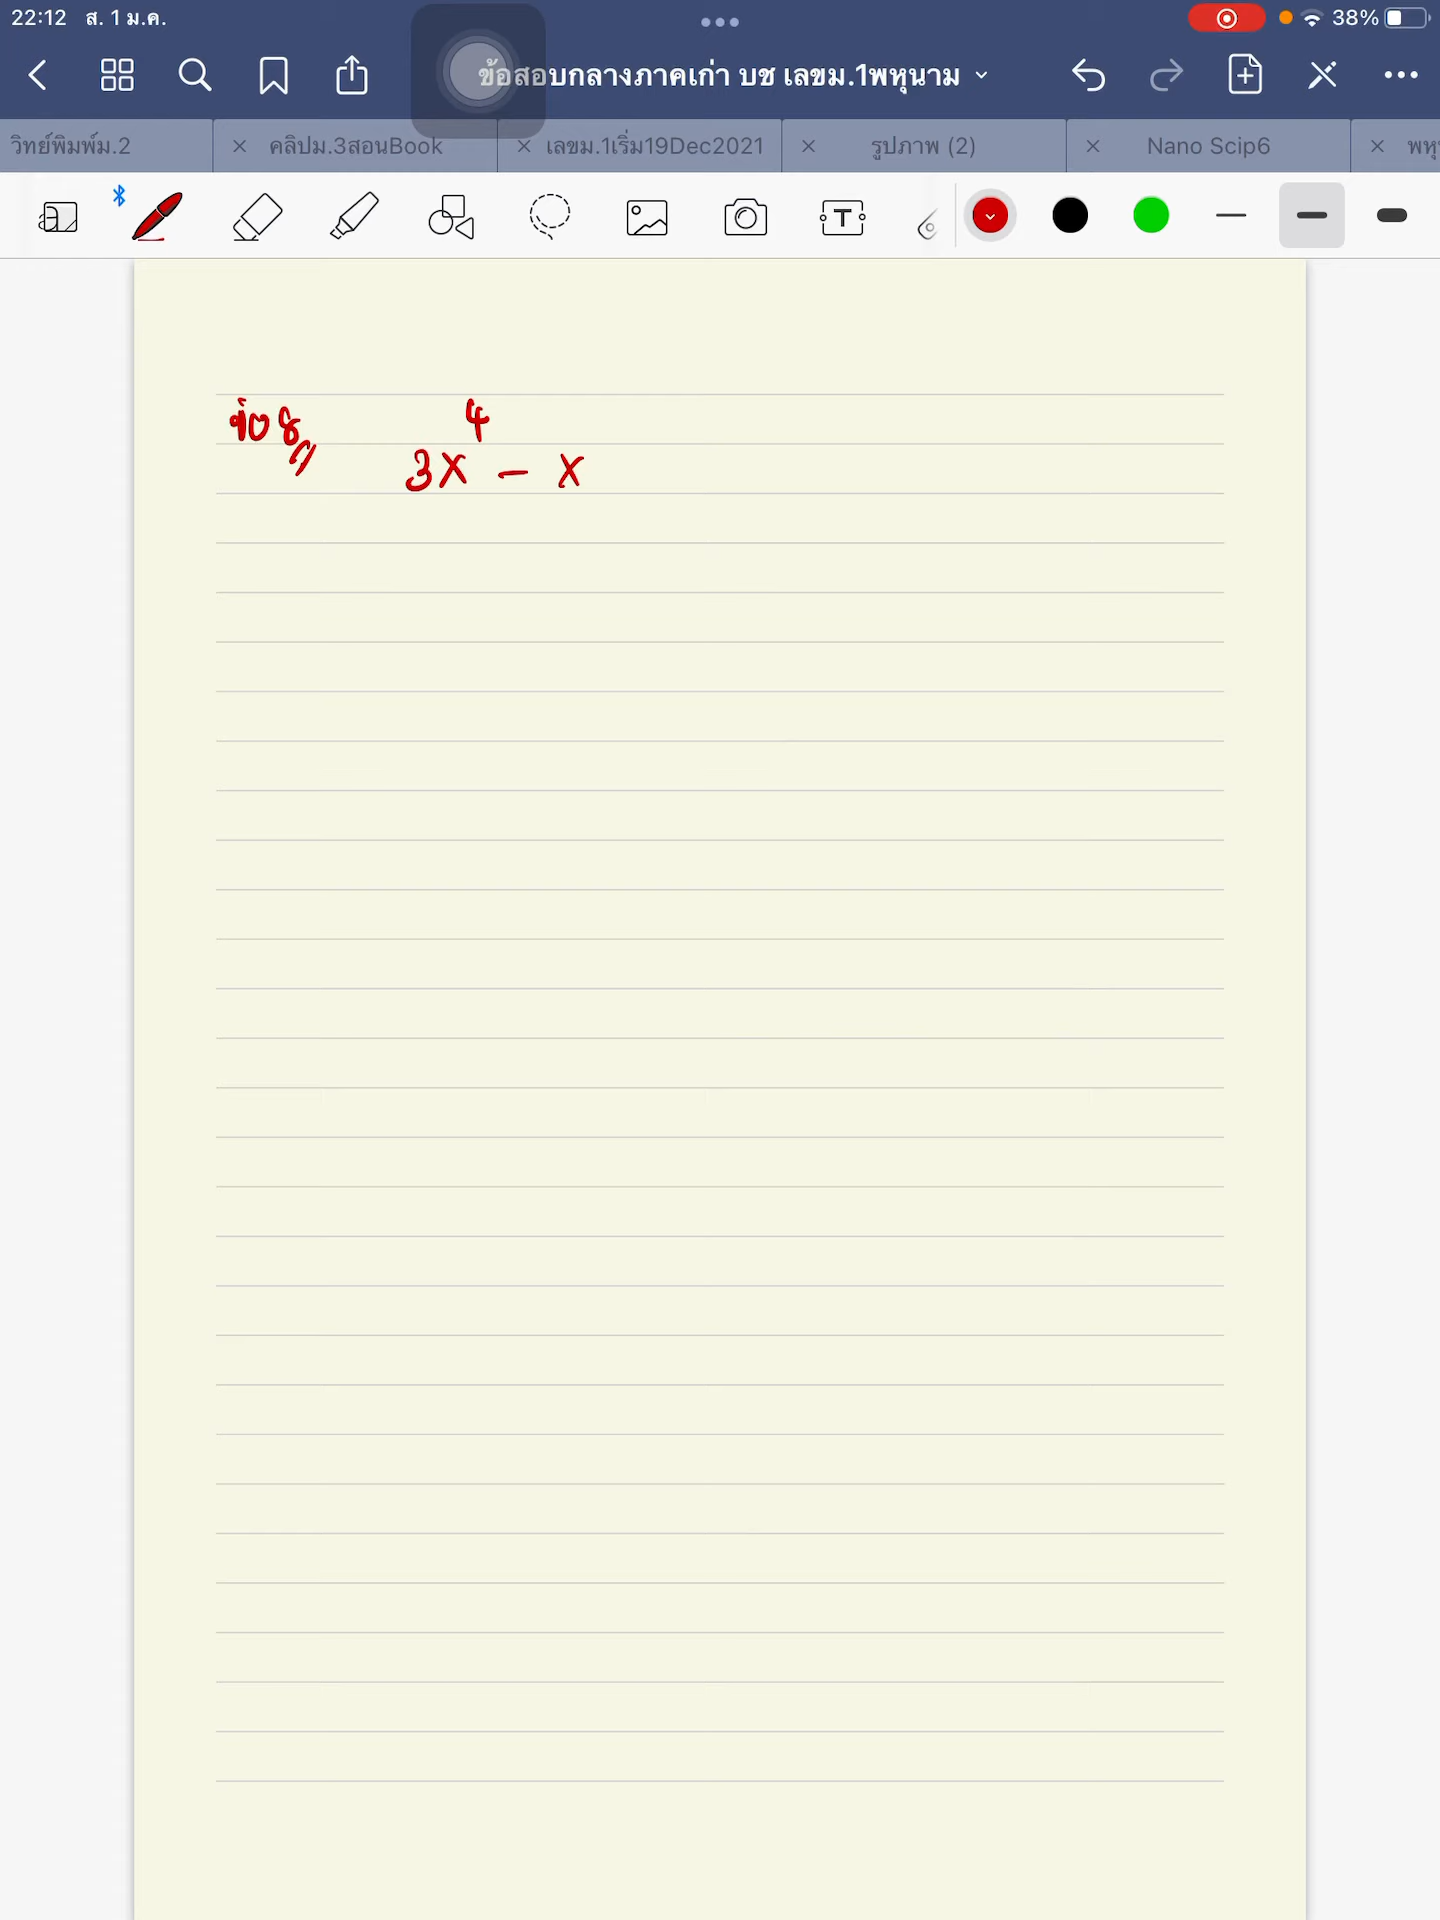 22:12 ส. 1 ม.ค. 38%
ข้อสอบกลางภาคเก่า บช เลขม.1พหุนาม
วิทย์พิมพ์ม.2 คลิปม.3สอนBook เลขม.1เริ่ม19Dec2021 รูปภาพ (2) Nano Scip6 พหุ
T
ข้อ 8
3x⁴ - x